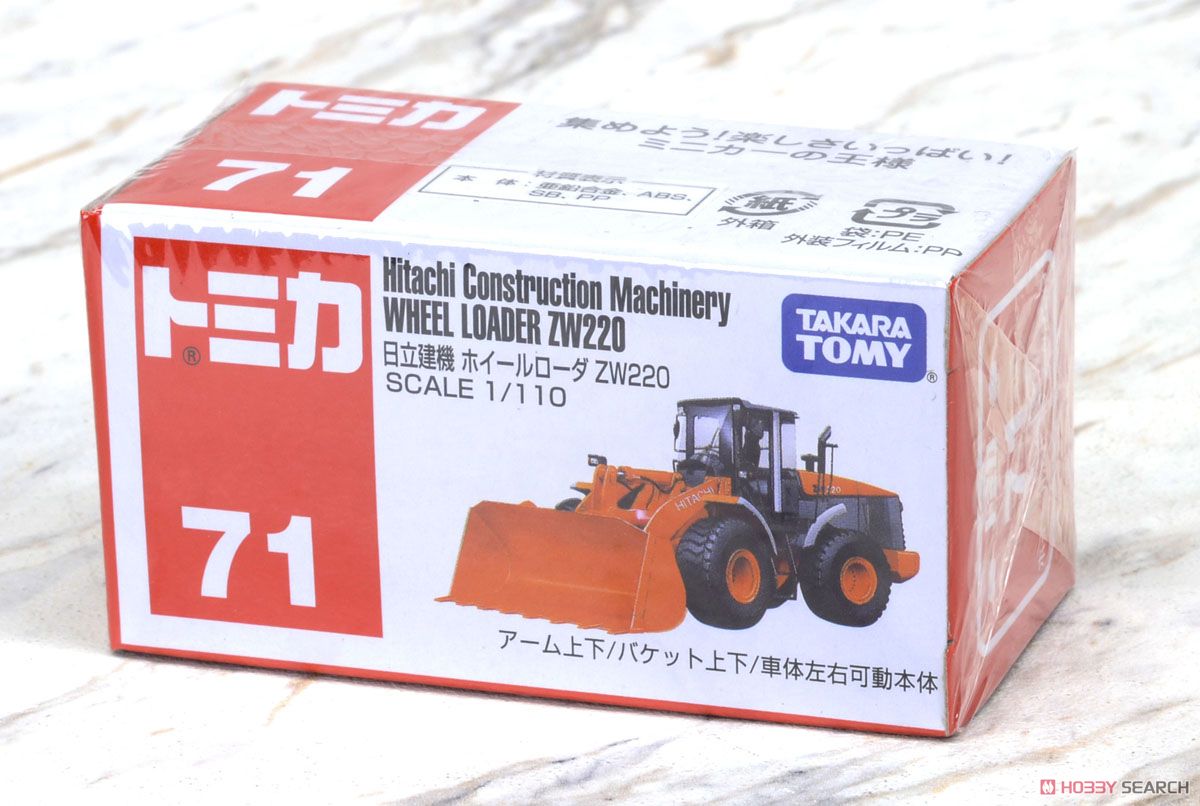 トミカ
71
集めよう!楽しさいっぱい!
ミニカーの王様
材質表示
本 体:亜鉛合金、ABS、
SB、PP
紙
外箱
プラ
袋:PE
外装フィルム:PP
トミカ
®
71
Hitachi Construction Machinery
WHEEL LOADER ZW220
日立建機 ホイールローダ ZW220
SCALE 1/110
TAKARA
TOMY
®
HITACHI
ZW220
アーム上下/バケット上下/車体左右可動本体
HOBBY SEARCH